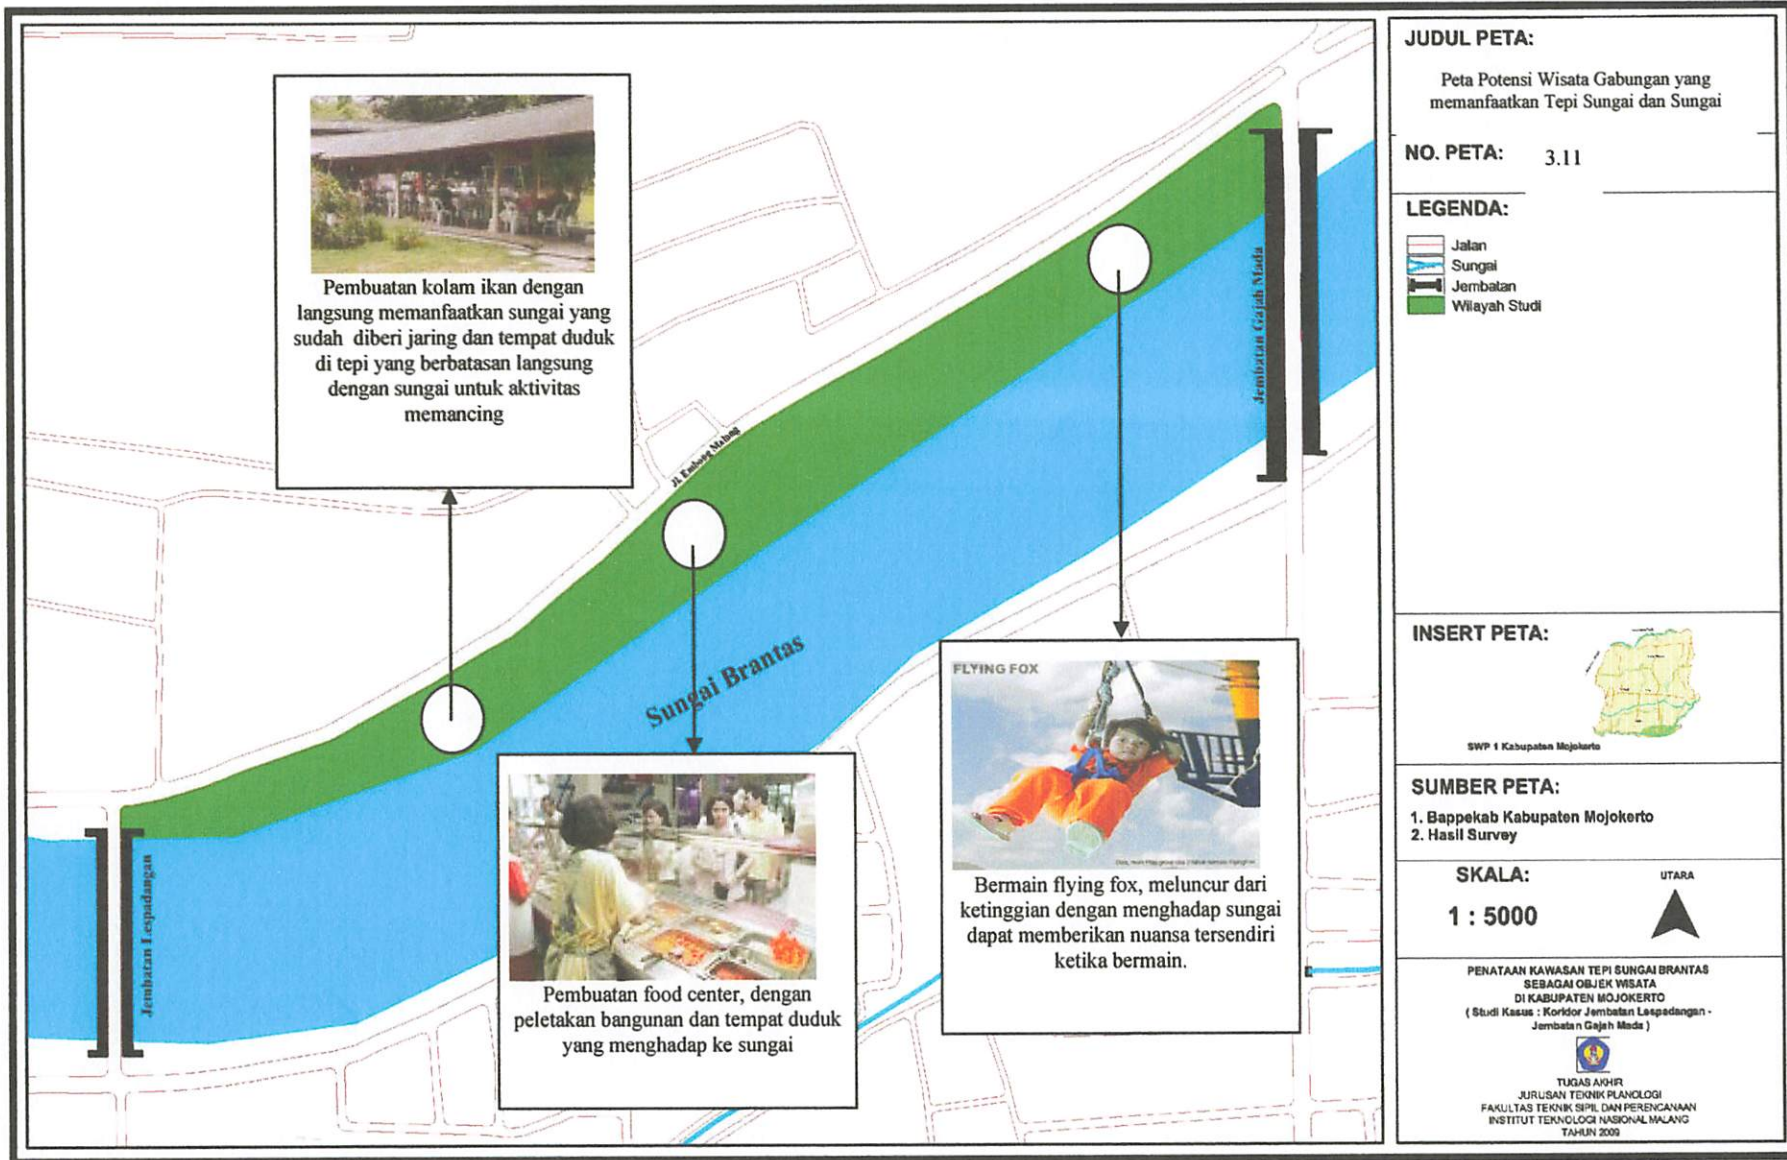 Pembuatan kolam ikan dengan
langsung memanfaatkan sungai yang
sudah diberi jaring dan tempat duduk
di tepi yang berbatasan langsung
dengan sungai untuk aktivitas
memancing
Jl. Embong Malang
Jembatan Gajah Mada
Sungai Brantas
Jembatan Lespadangan
Pembuatan food center, dengan
peletakan bangunan dan tempat duduk
yang menghadap ke sungai
FLYING FOX
Bermain flying fox, meluncur dari
ketinggian dengan menghadap sungai
dapat memberikan nuansa tersendiri
ketika bermain.
JUDUL PETA:
Peta Potensi Wisata Gabungan yang
memanfaatkan Tepi Sungai dan Sungai
NO. PETA: 3.11
LEGENDA:
Jalan
Sungai
Jembatan
Wilayah Studi
INSERT PETA:
SWP 1 Kabupaten Mojokerto
SUMBER PETA:
1. Bappekab Kabupaten Mojokerto
2. Hasil Survey
SKALA:
1 : 5000
UTARA
PENATAAN KAWASAN TEPI SUNGAI BRANTAS
SEBAGAI OBJEK WISATA
DI KABUPATEN MOJOKERTO
( Studi Kasus : Koridor Jembatan Lespadangan -
Jembatan Gajah Mada )
TUGAS AKHIR
JURUSAN TEKNIK PLANOLOGI
FAKULTAS TEKNIK SIPIL DAN PERENCANAAN
INSTITUT TEKNOLOGI NASIONAL MALANG
TAHUN 2009